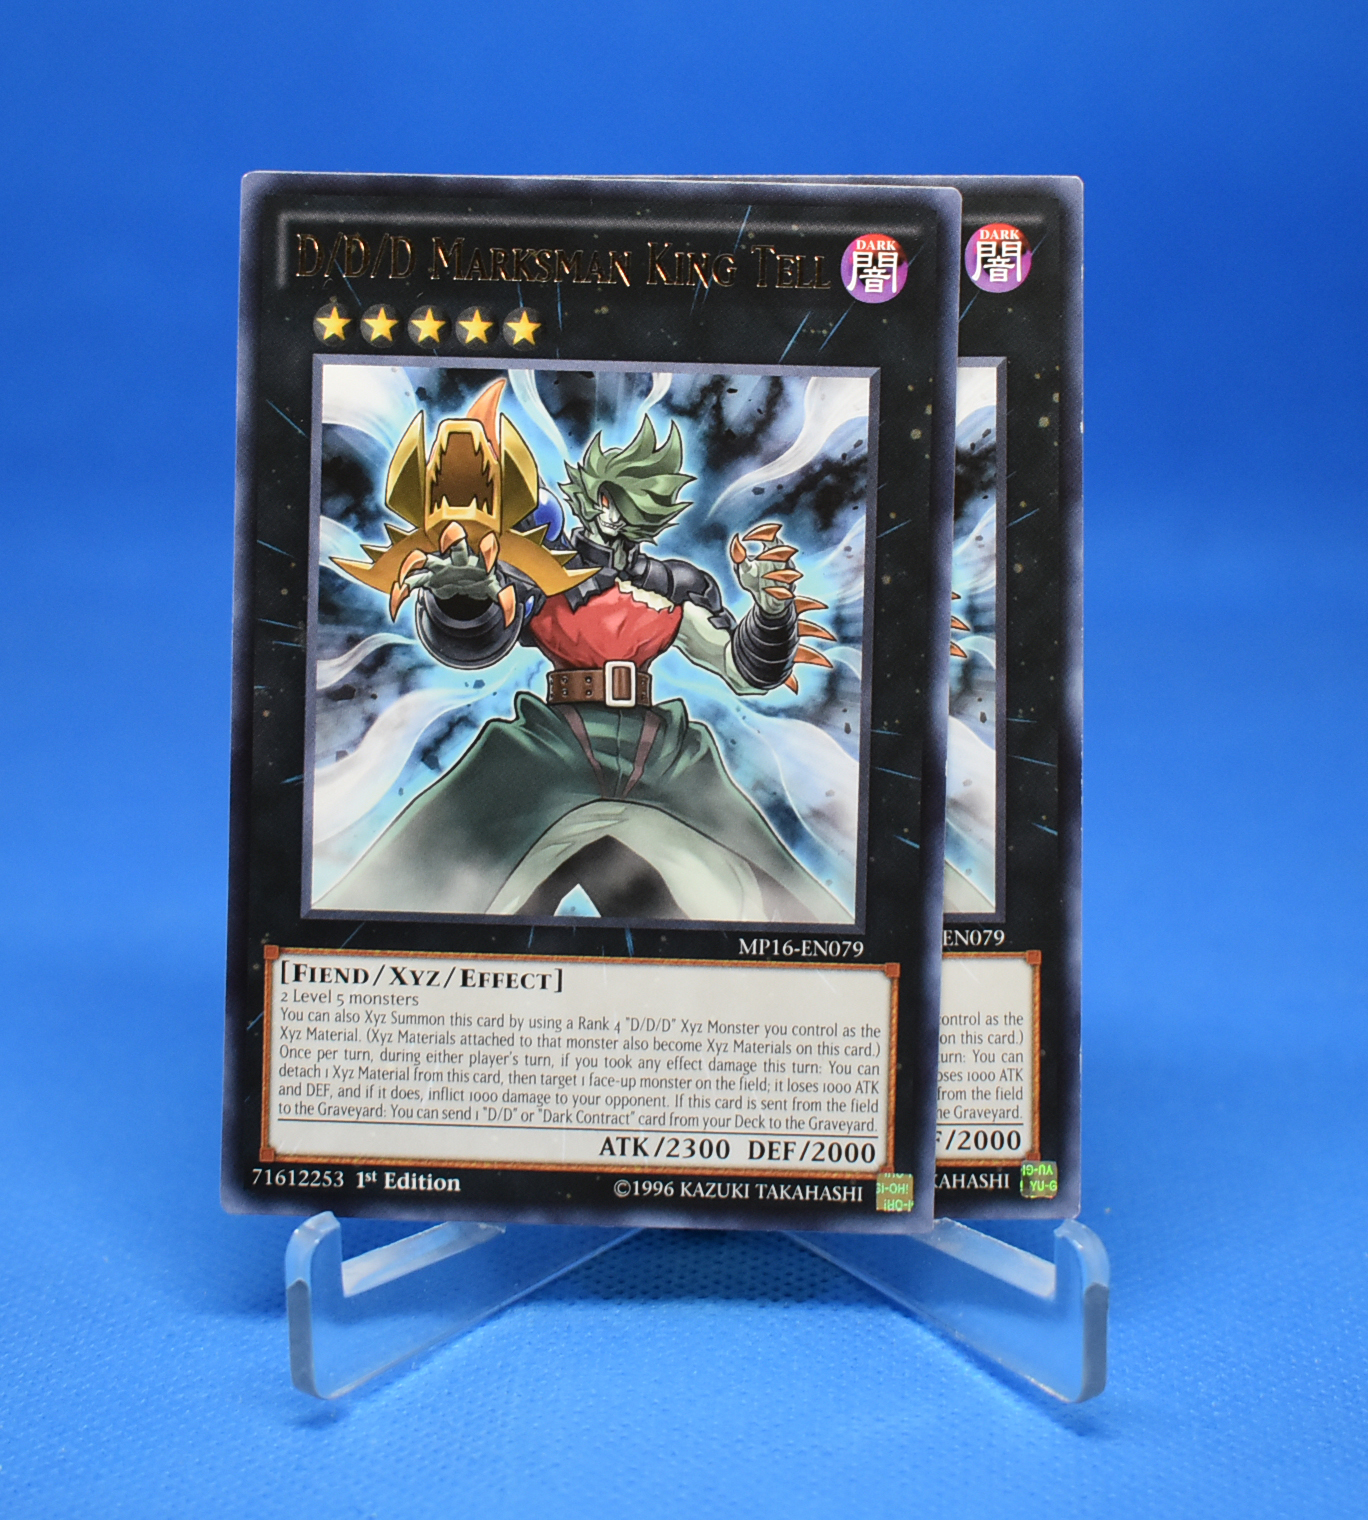 D/D/D Marksman King Tell
DARK
闇
MP16-EN079
[Fiend/Xyz/Effect]
2 Level 5 monsters
You can also Xyz Summon this card by using a Rank 4 "D/D/D" Xyz Monster you control as the
Xyz Material. (Xyz Materials attached to that monster also become Xyz Materials on this card.)
Once per turn, during either player's turn, if you took any effect damage this turn: You can
detach 1 Xyz Material from this card, then target 1 face-up monster on the field; it loses 1000 ATK
and DEF, and if it does, inflict 1000 damage to your opponent. If this card is sent from the field
to the Graveyard: You can send 1 "D/D" or "Dark Contract" card from your Deck to the Graveyard.
ATK/2300 DEF/2000
71612253 1st Edition
©1996 KAZUKI TAKAHASHI
DARK
闇
EN079
ontrol as the
on this card.)
urn: You can
oses 1000 ATK
from the field
he Graveyard.
F/2000
KAHASHI